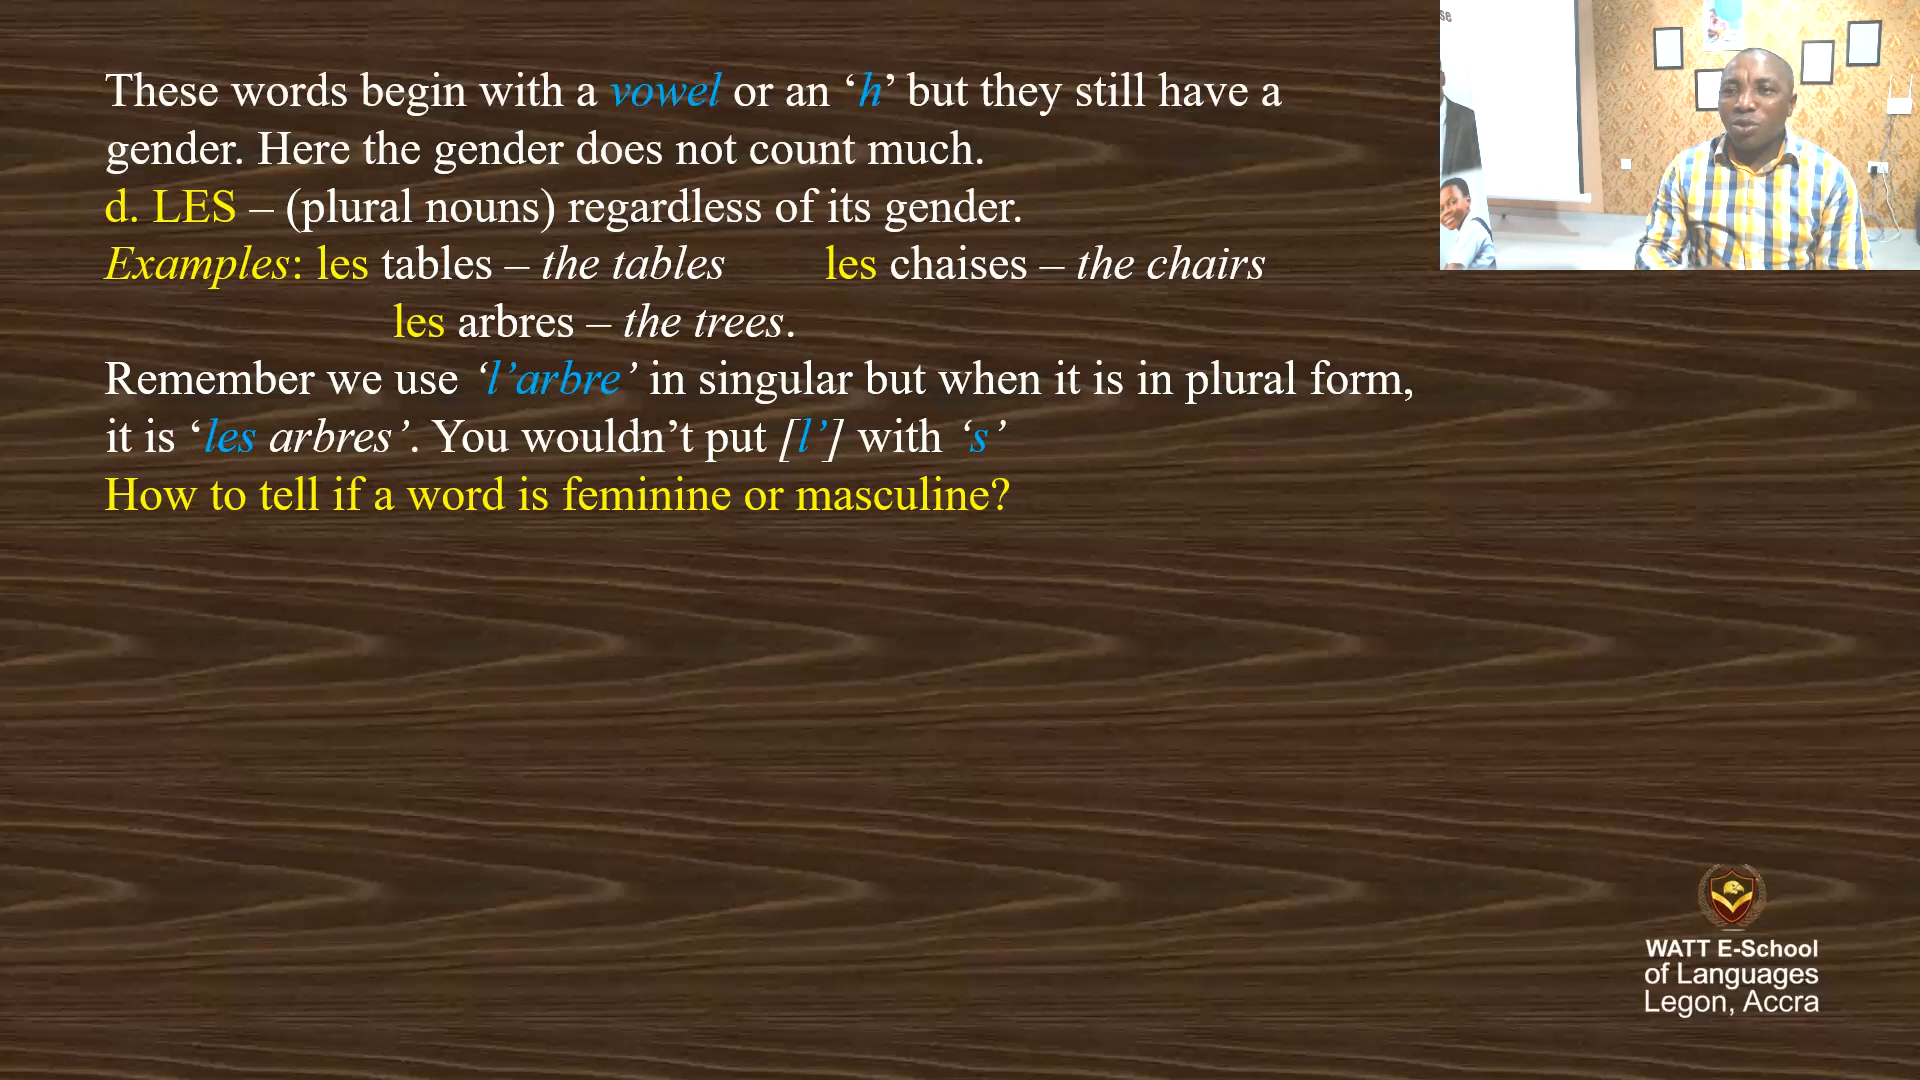 These words begin with a vowel or an ‘h’ but they still have a
gender. Here the gender does not count much.
d. LES – (plural nouns) regardless of its gender.
Examples: les tables – the tables les chaises – the chairs
les arbres – the trees.
Remember we use ‘l’arbre’ in singular but when it is in plural form,
it is ‘les arbres’. You wouldn’t put [l’] with ‘s’
How to tell if a word is feminine or masculine?
se
WATT E-School
of Languages
Legon, Accra